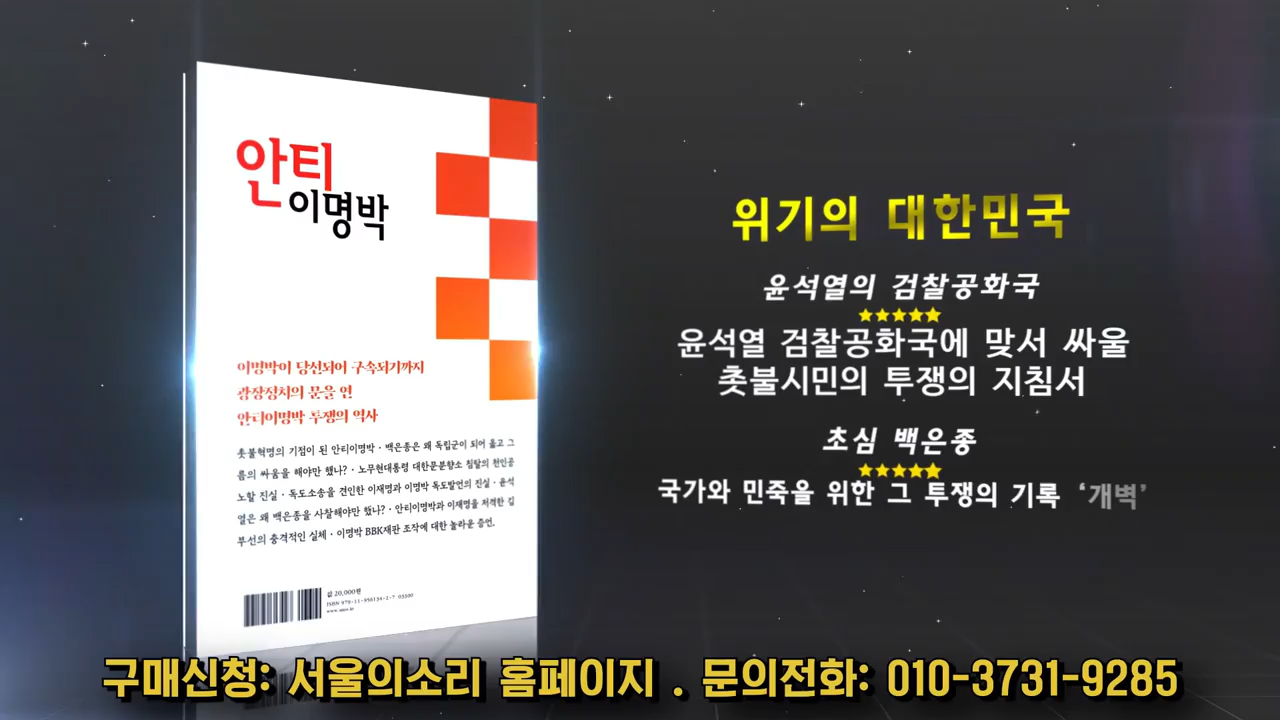 안티
이명박
이명박이 당선되어 구속되기까지
광장정치의 문을 연
안티이명박 투쟁의 역사
촛불혁명의 기점이 된 안티이명박 · 백은종은 왜 독립군이 되어 홀고 그
름의 싸움을 해야만 했나? · 노무현대통령 대한문분향소 침탈의 천인공
노할 진실 · 독도소송을 견인한 이재명과 이명박 독도발언의 진실 · 윤석
열은 왜 백은종을 사찰해야만 했나? · 안티이명박과 이재명을 저격한 김
부선의 충격적인 실체 · 이명박 BBK재판 조작에 대한 놀라운 증언.
값 20,000원
위기의 대한민국
윤석열의 검찰공화국
윤석열 검찰공화국에 맞서 싸울
촛불시민의 투쟁의 지침서
초심 백은종
국가와 민족을 위한 그 투쟁의 기록 ‘개벽’
구매신청: 서울의소리 홈페이지 . 문의전화: 010-3731-9285